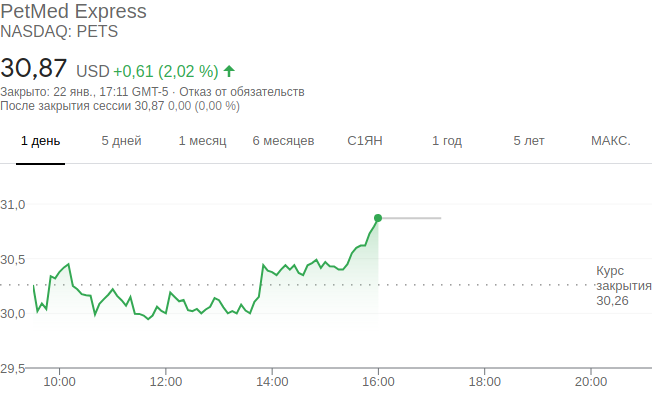 PetMed Express
NASDAQ: PETS
30,87 USD +0,61 (2,02 %)
Закрыто: 22 янв., 17:11 GMT-5 · Отказ от обязательств
После закрытия сессии 30,87 0,00 (0,00 %)
1 день 5 дней 1 месяц 6 месяцев С1ЯН 1 год 5 лет МАКС.
31,0
30,5
Курс
закрытия
30,26
30,0
29,5
10:00 12:00 14:00 16:00 18:00 20:00